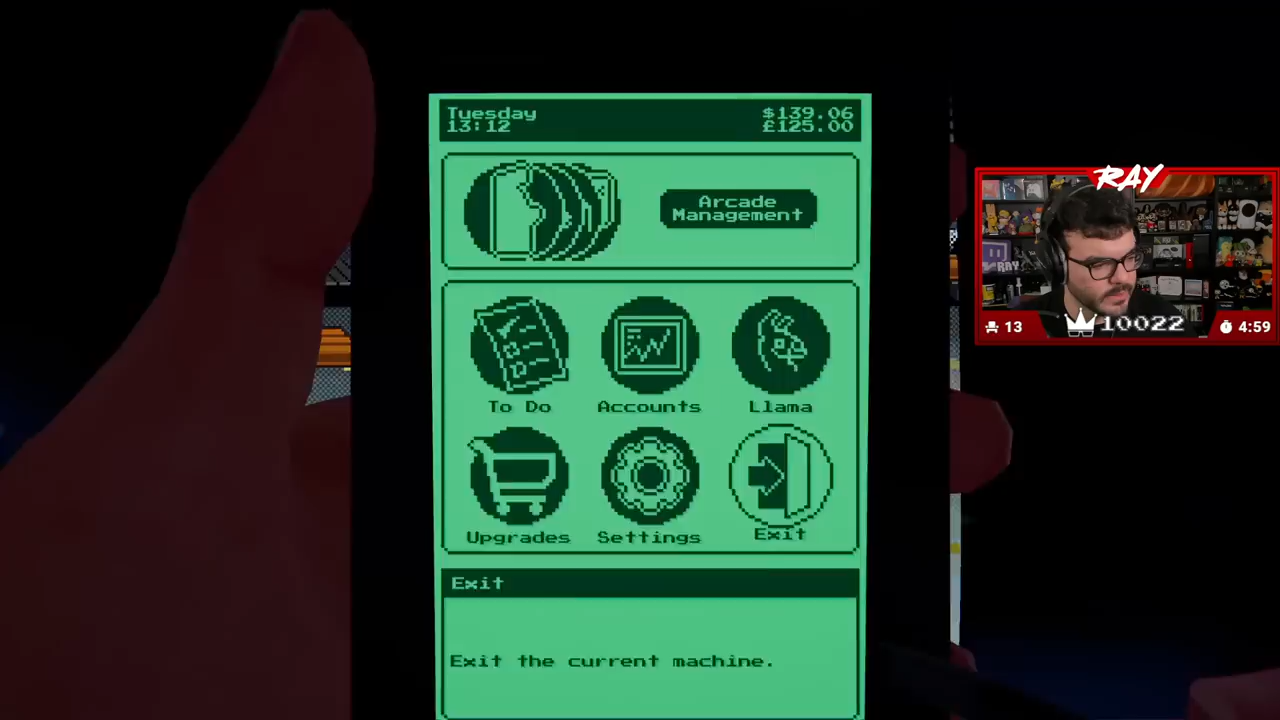 Tuesday
13:12
$139.06
£125.00
Arcade
Management
To Do
Accounts
Llama
Upgrades
Settings
Exit
Exit
Exit the current machine.
RAY
13
10022
4:59